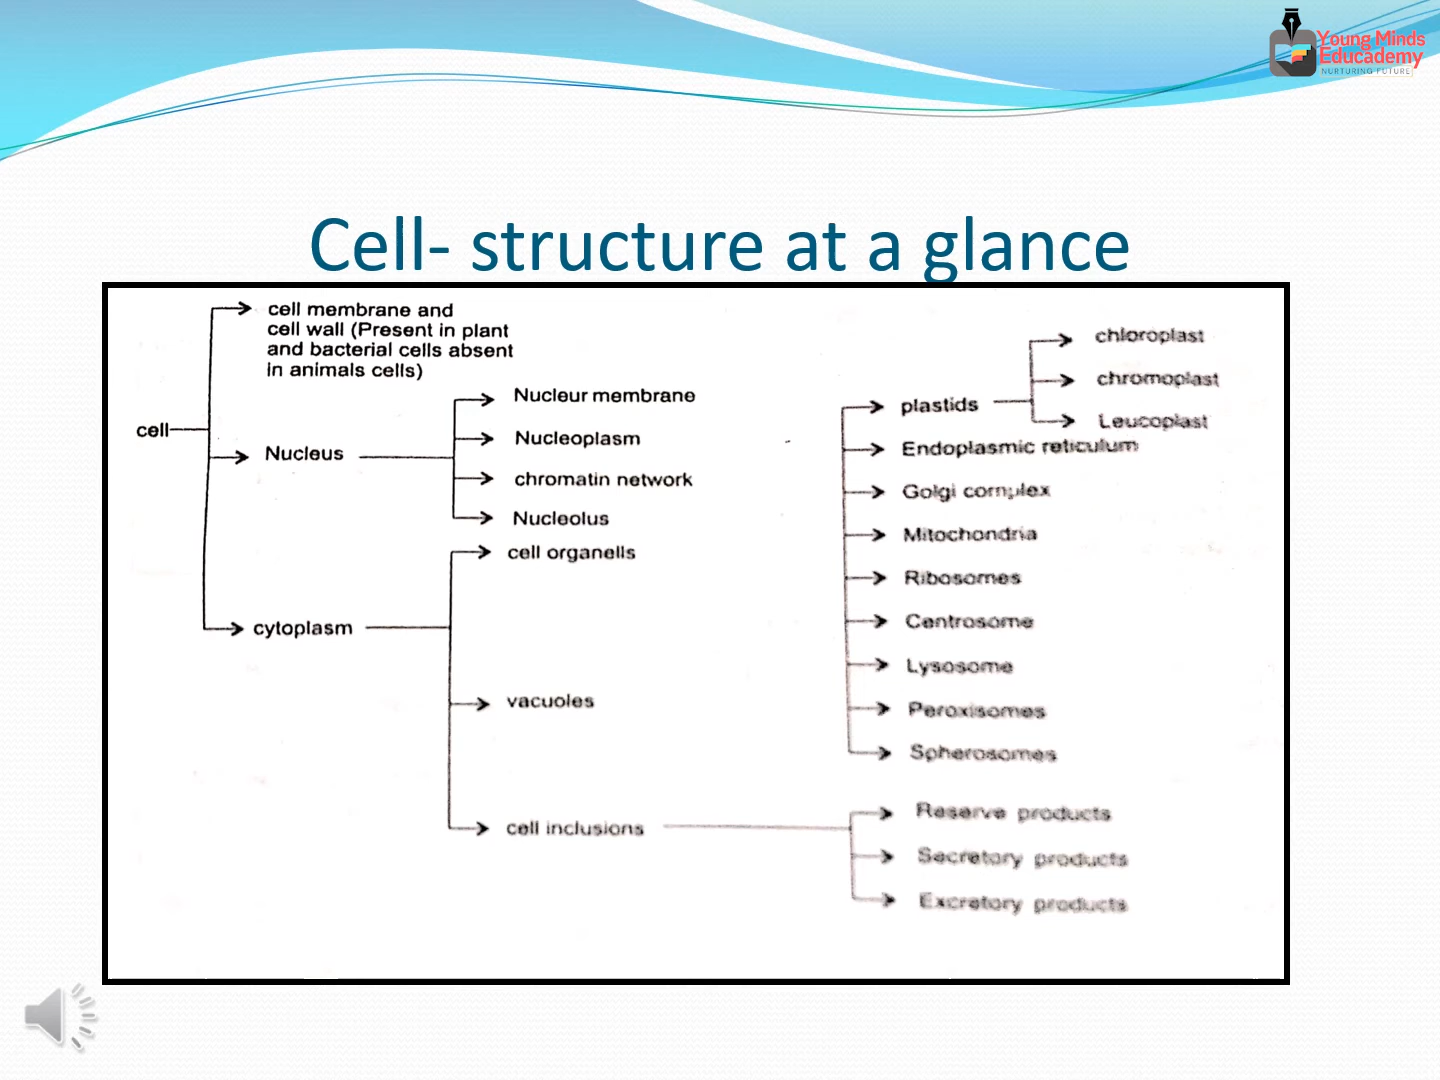 Young Minds
Educademy
NURTURING FUTURE
Cell- structure at a glance
cell membrane and
cell wall (Present in plant
and bacterial cells absent
in animals cells)
cell
Nucleus
Nucleur membrane
Nucleoplasm
chromatin network
Nucleolus
cytoplasm
cell organells
vacuoles
cell inclusions
plastids
chloroplast
chromoplast
Leucoplast
Endoplasmic reticulum
Golgi complex
Mitochondria
Ribosomes
Centrosome
Lysosome
Peroxisomes
Spherosomes
Reserve products
Secretory products
Excretory products